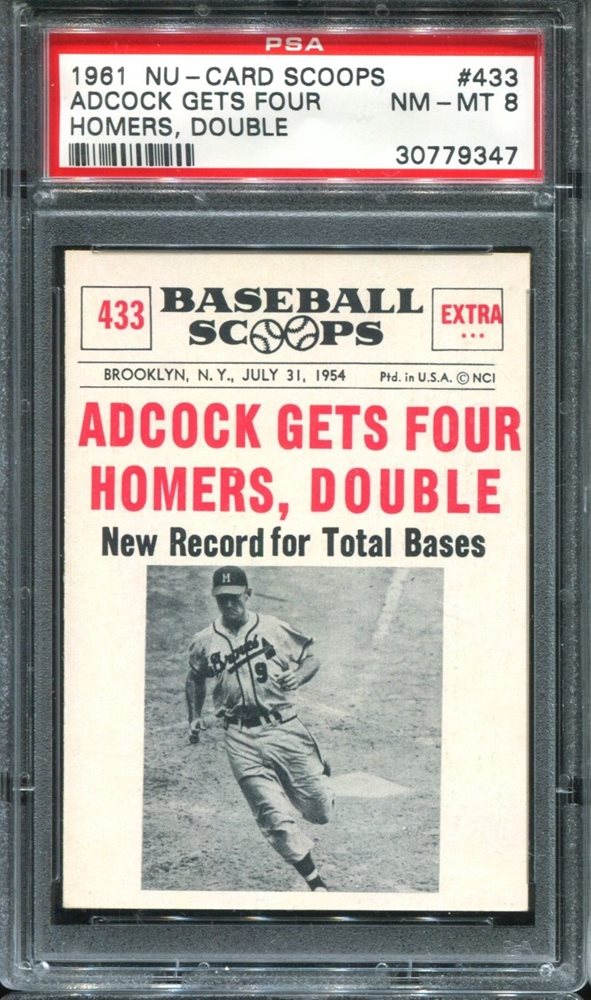 PSA
1961 NU-CARD SCOOPS #433
ADCOCK GETS FOUR NM-MT 8
HOMERS, DOUBLE
30779347
433 BASEBALL SCOOPS EXTRA
BROOKLYN, N.Y., JULY 31, 1954 Ptd. in U.S.A. © NCI
ADCOCK GETS FOUR
HOMERS, DOUBLE
New Record for Total Bases
M
Braves
9